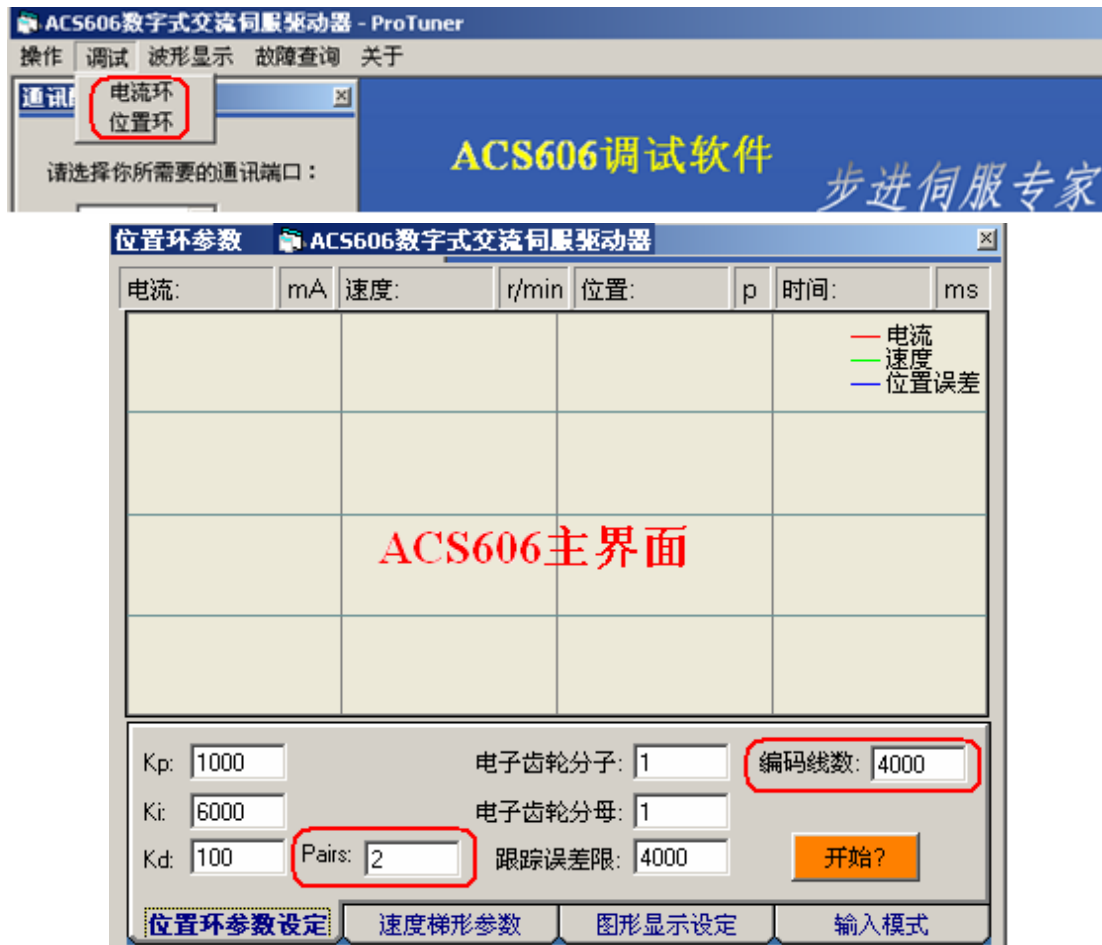 ACS606数字式交流伺服驱动器 - ProTuner
操作 调试 波形显示 故障查询 关于
通讯
电流环
位置环
请选择你所需要的通讯端口：
ACS606调试软件
步进伺服专家
位置环参数 ACS606数字式交流伺服驱动器
电流: mA 速度: r/min 位置: p 时间: ms
电流
速度
位置误差
ACS606主界面
Kp: 1000 电子齿轮分子: 1 编码线数: 4000
Ki: 6000 电子齿轮分母: 1
Kd: 100 Pairs: 2 跟踪误差限: 4000 开始?
位置环参数设定 速度梯形参数 图形显示设定 输入模式